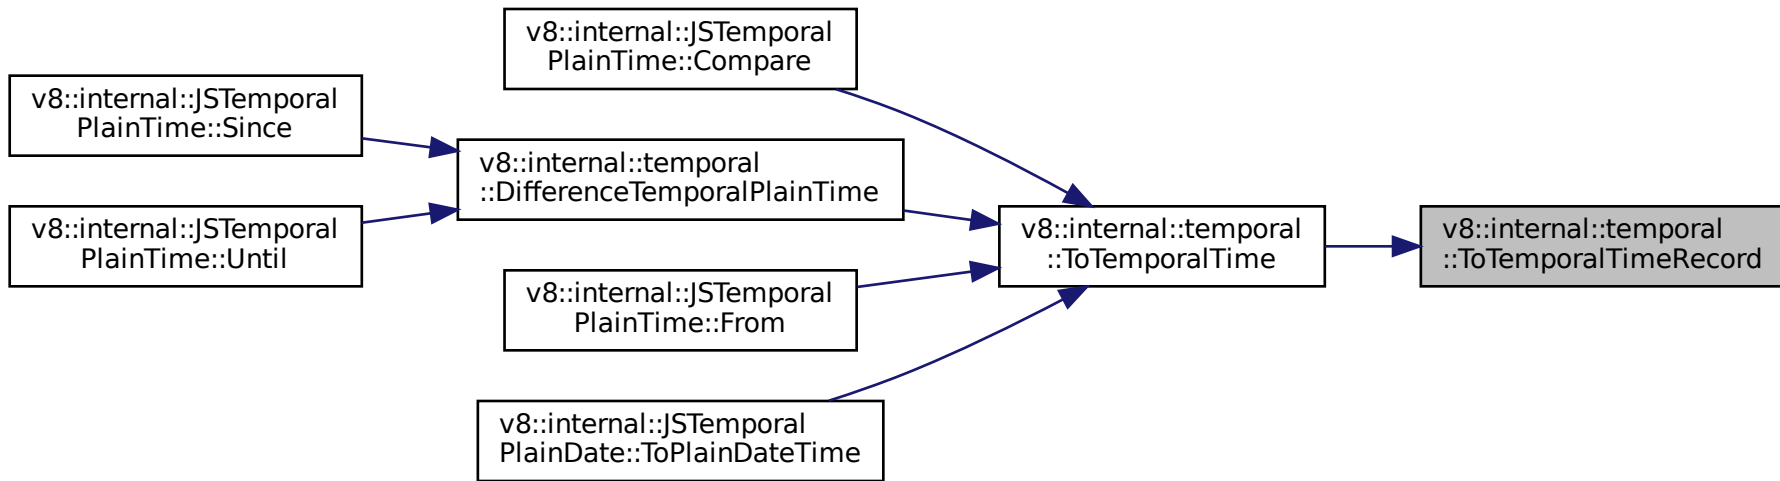 v8::internal::JSTemporal
PlainTime::Since
v8::internal::JSTemporal
PlainTime::Until
v8::internal::JSTemporal
PlainTime::Compare
v8::internal::temporal
::DifferenceTemporalPlainTime
v8::internal::JSTemporal
PlainTime::From
v8::internal::JSTemporal
PlainDate::ToPlainDateTime
v8::internal::temporal
::ToTemporalTime
v8::internal::temporal
::ToTemporalTimeRecord